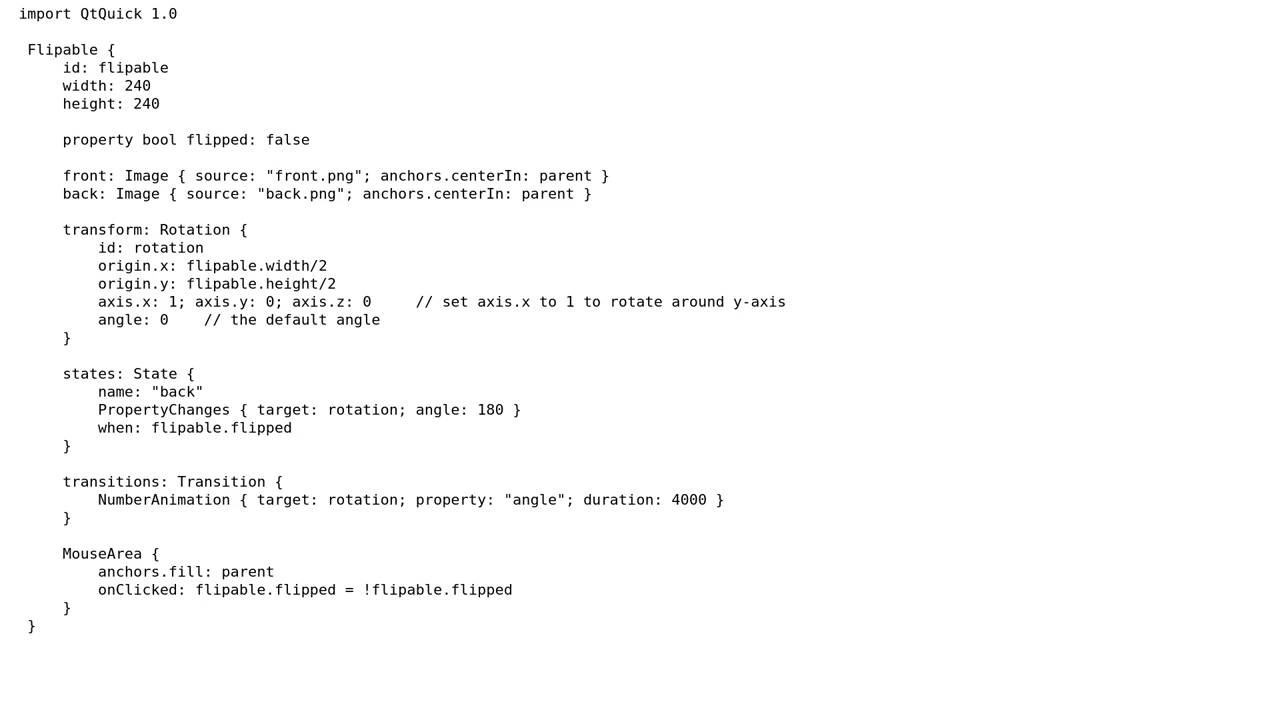 import QtQuick 1.0
Flipable {
id: flipable
width: 240
height: 240
property bool flipped: false
front: Image { source: "front.png"; anchors.centerIn: parent }
back: Image { source: "back.png"; anchors.centerIn: parent }
transform: Rotation {
id: rotation
origin.x: flipable.width/2
origin.y: flipable.height/2
axis.x: 1; axis.y: 0; axis.z: 0     // set axis.x to 1 to rotate around y-axis
angle: 0    // the default angle
}
states: State {
name: "back"
PropertyChanges { target: rotation; angle: 180 }
when: flipable.flipped
}
transitions: Transition {
NumberAnimation { target: rotation; property: "angle"; duration: 4000 }
}
MouseArea {
anchors.fill: parent
onClicked: flipable.flipped = !flipable.flipped
}
}